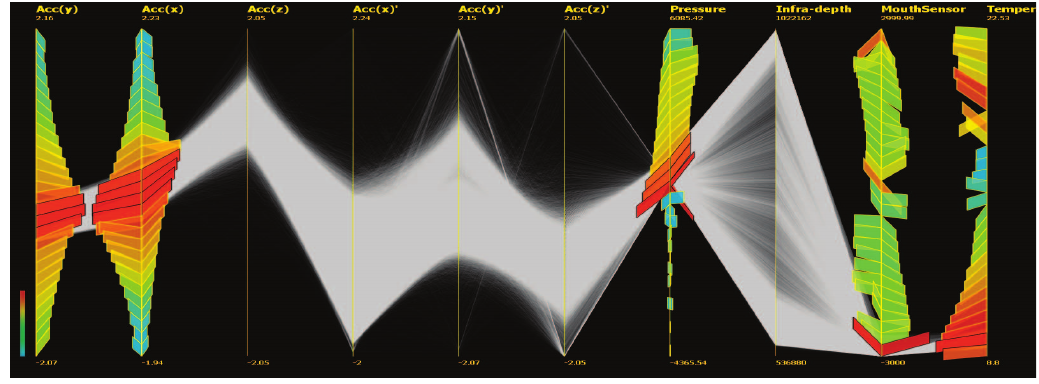 Acc(y) Acc(x) Acc(z) Acc(x)' Acc(y)' Acc(z)' Pressure Infra-depth MouthSensor Temper
2.16 2.23 2.05 2.24 2.15 2.05 6085.42 1022162 2999.99 22.53
-2.07 -1.94 -2.05 -2 -2.07 -2.05 -4365.54 536880 -3000 8.8